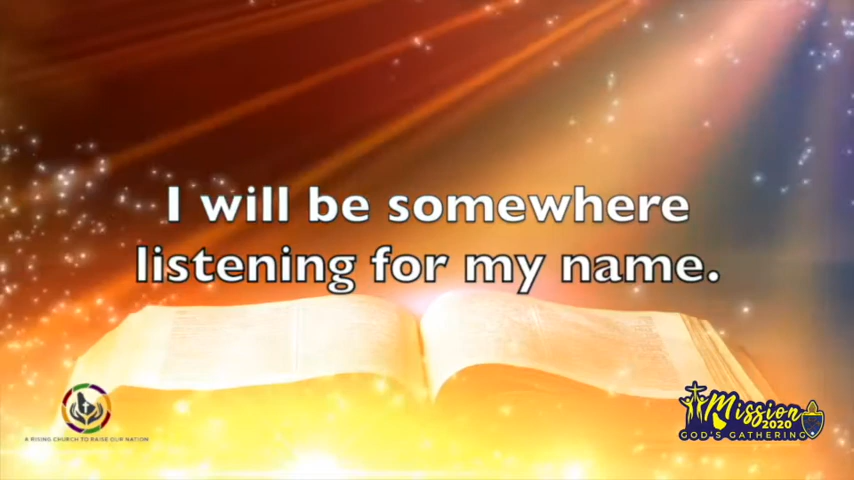 I will be somewhere
listening for my name.
A RISING CHURCH TO RAISE OUR NATION
Mission
2020
GOD'S GATHERING